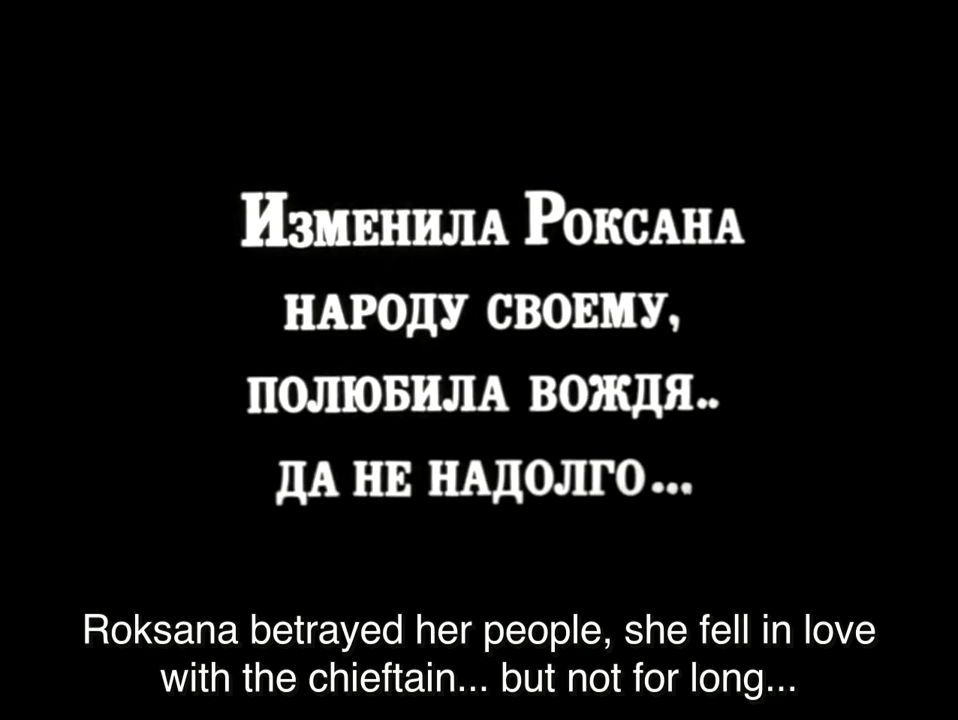 Изменила Роксана
народу своему,
полюбила вождя..
да не надолго...
Roksana betrayed her people, she fell in love
with the chieftain... but not for long...